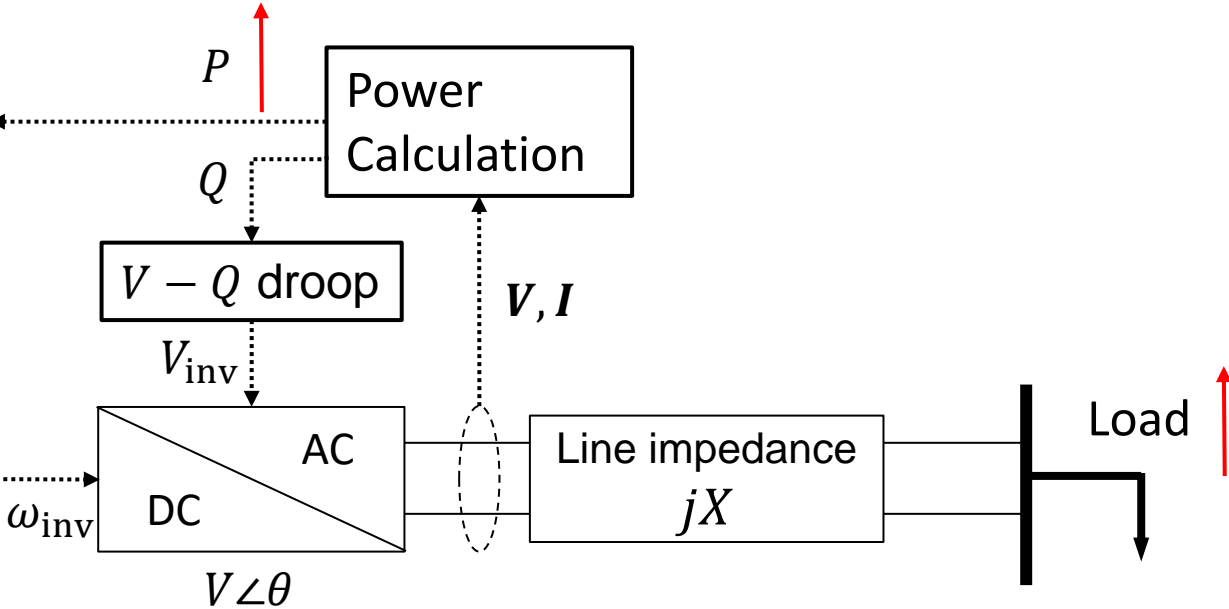 P
Power
Calculation
Q
V − Q droop
V, I
V_inv
AC
DC
ω_inv
V∠θ
Line impedance
jX
Load